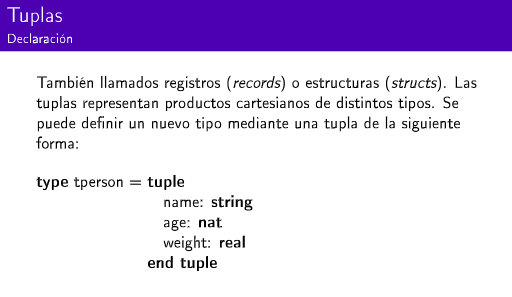 Tuplas
Declaración
También llamados registros (records) o estructuras (structs). Las
tuplas representan productos cartesianos de distintos tipos. Se
puede definir un nuevo tipo mediante una tupla de la siguiente
forma:
type tperson = tuple
name: string
age: nat
weight: real
end tuple